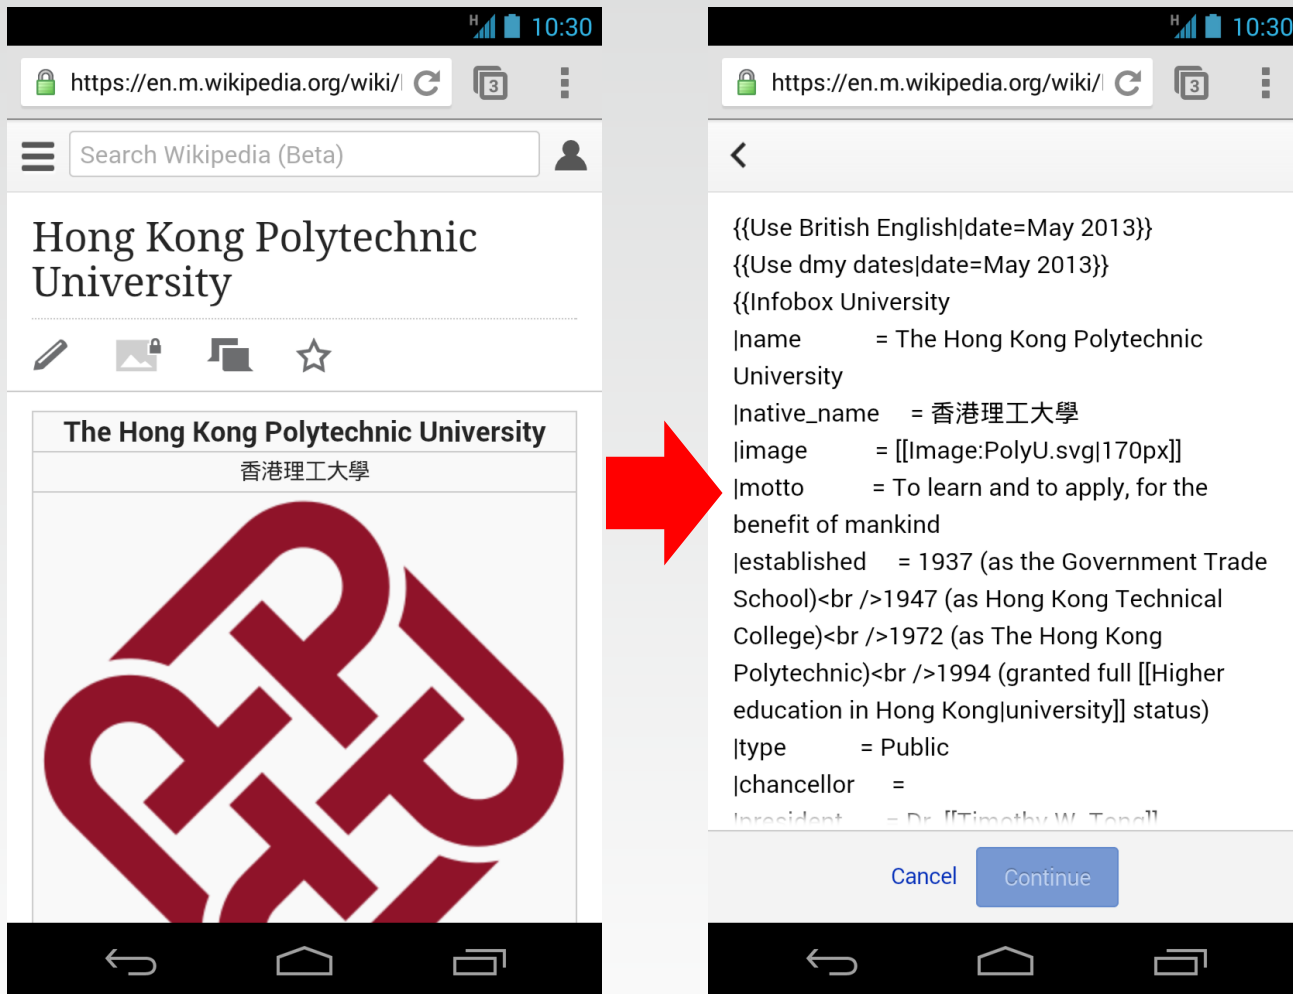 H 10:30
https://en.m.wikipedia.org/wiki/
3
Search Wikipedia (Beta)
Hong Kong Polytechnic
University
The Hong Kong Polytechnic University
香港理工大學
H 10:30
https://en.m.wikipedia.org/wiki/
3
{{Use British English|date=May 2013}}
{{Use dmy dates|date=May 2013}}
{{Infobox University
|name = The Hong Kong Polytechnic
University
|native_name = 香港理工大學
|image = [[Image:PolyU.svg|170px]]
|motto = To learn and to apply, for the
benefit of mankind
|established = 1937 (as the Government Trade
School)<br />1947 (as Hong Kong Technical
College)<br />1972 (as The Hong Kong
Polytechnic)<br />1994 (granted full [[Higher
education in Hong Kong|university]] status)
|type = Public
|chancellor =
|president = Dr. [[Timothy W. Tong]]
Cancel Continue